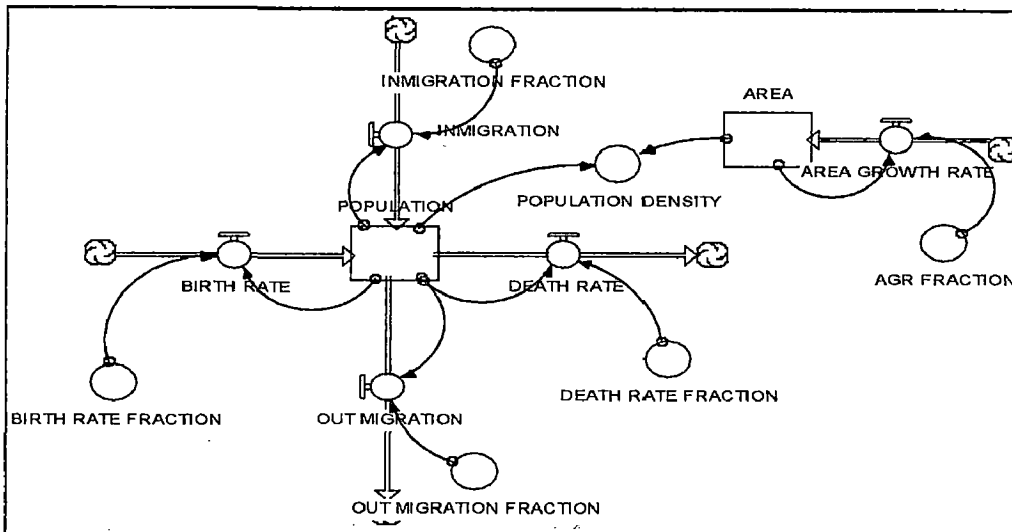 INMIGRATION FRACTION
AREA
INMIGRATION
AREA GROWTH RATE
POPULATION
POPULATION DENSITY
AGR FRACTION
BIRTH RATE
DEATH RATE
BIRTH RATE FRACTION
OUT MIGRATION
DEATH RATE FRACTION
OUT MIGRATION FRACTION